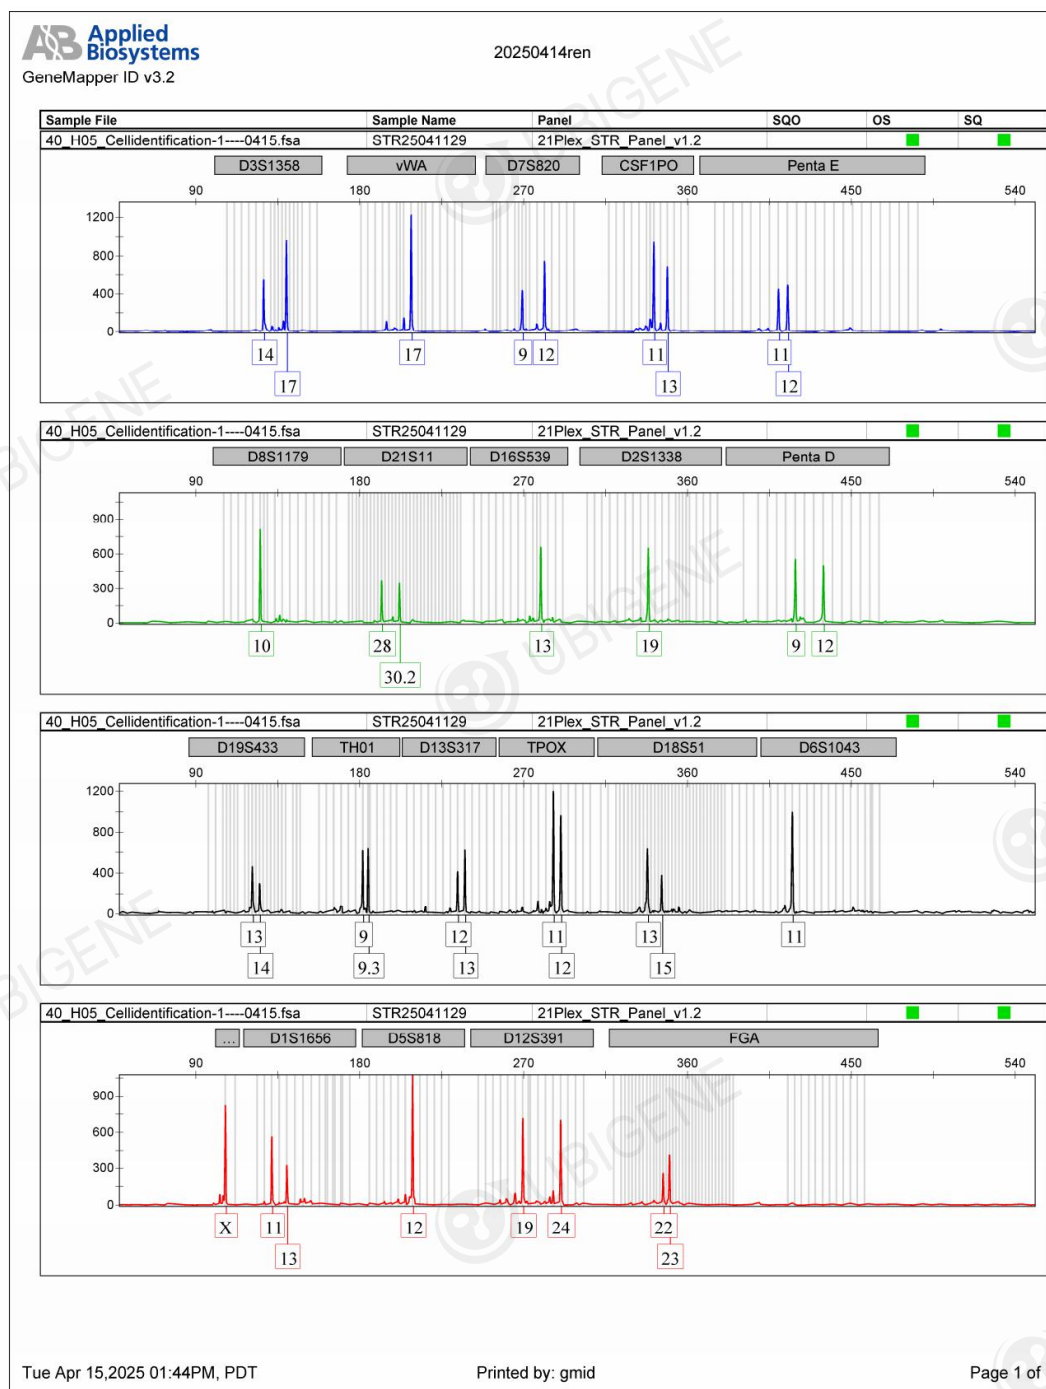 AB Applied Biosystems
GeneMapper ID v3.2
20250414ren
Sample File Sample Name Panel SQO OS SQ
40_H05_Cellidentification-1----0415.fsa STR25041129 21Plex_STR_Panel_v1.2
D3S1358 vWA D7S820 CSF1PO Penta E
90 180 270 360 450 540
1200
800
400
0
14 17 9 12 11 11
17 13 12
40_H05_Cellidentification-1----0415.fsa STR25041129 21Plex_STR_Panel_v1.2
D8S1179 D21S11 D16S539 D2S1338 Penta D
90 180 270 360 450 540
900
600
300
0
10 28 13 19 9 12
30.2
40_H05_Cellidentification-1----0415.fsa STR25041129 21Plex_STR_Panel_v1.2
D19S433 TH01 D13S317 TPOX D18S51 D6S1043
90 180 270 360 450 540
1200
800
400
0
13 9 12 11 13 11
14 9.3 13 12 15
40_H05_Cellidentification-1----0415.fsa STR25041129 21Plex_STR_Panel_v1.2
... D1S1656 D5S818 D12S391 FGA
90 180 270 360 450 540
900
600
300
0
X 11 12 19 24 22
13 23
Tue Apr 15,2025 01:44PM, PDT Printed by: gmid Page 1 of
UBIGENE
UBIGENE
UBIGENE
UBIGENE
UBIGENE